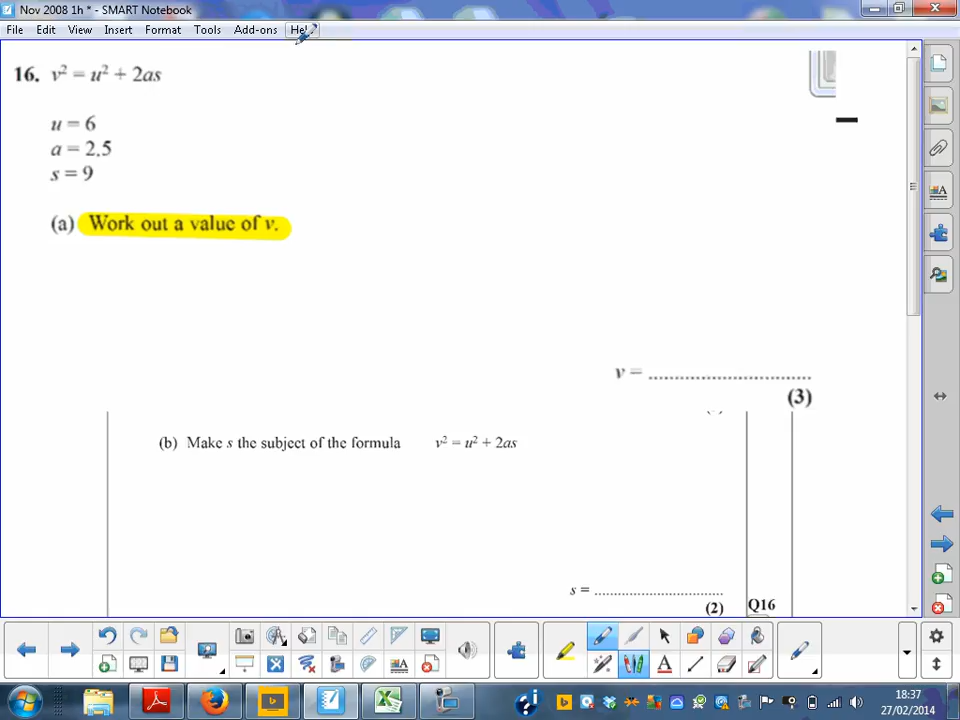 Nov 2008 1h * - SMART Notebook
File Edit View Insert Format Tools Add-ons Help
16. v² = u² + 2as
u = 6
a = 2.5
s = 9
(a) Work out a value of v.
v = ................................
(3)
(b) Make s the subject of the formula v² = u² + 2as
s = ................................
(2)
Q16
18:37
27/02/2014